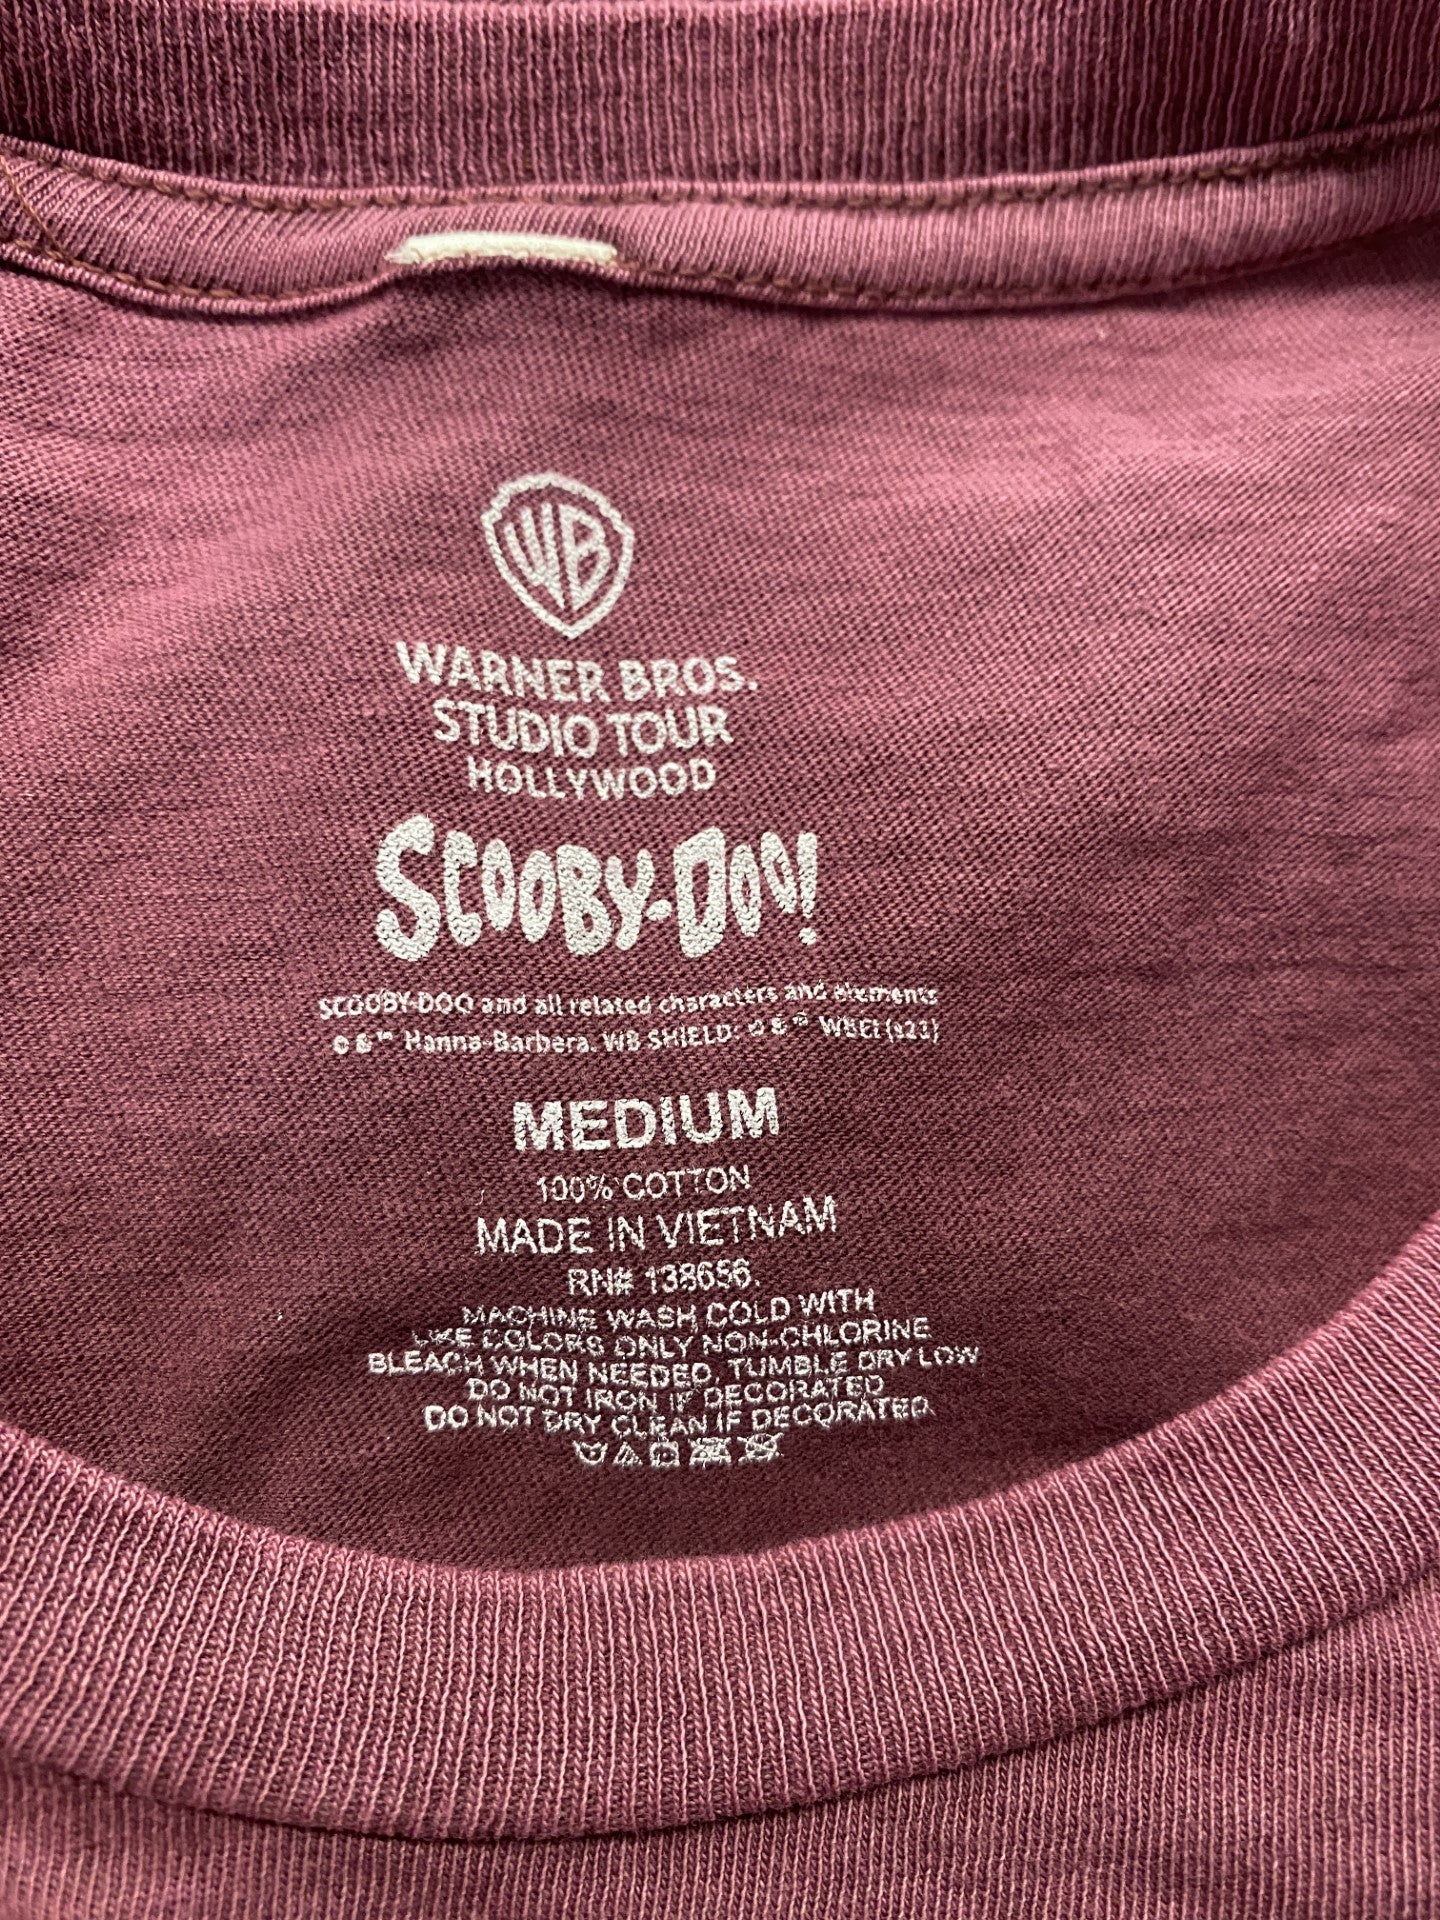 WB
WARNER BROS.
STUDIO TOUR
HOLLYWOOD
SCOOBY-DOO!
SCOOBY-DOO and all related characters and elements
© & ™ Hanna-Barbera. WB SHIELD: © & ™ WBEI (s23)
MEDIUM
100% COTTON
MADE IN VIETNAM
RN# 138656.
MACHINE WASH COLD WITH
LIKE COLORS ONLY NON-CHLORINE
BLEACH WHEN NEEDED, TUMBLE DRY LOW
DO NOT IRON IF DECORATED
DO NOT DRY CLEAN IF DECORATED.